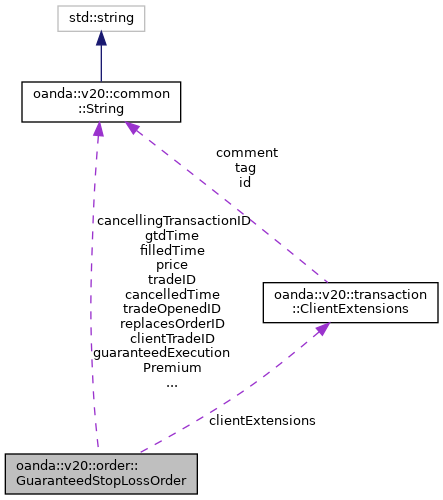 std::string
oanda::v20::common
::String
comment
tag
id
cancellingTransactionID
gtdTime
filledTime
price
tradeID
cancelledTime
tradeOpenedID
replacesOrderID
clientTradeID
guaranteedExecution
Premium
...
oanda::v20::transaction
::ClientExtensions
clientExtensions
oanda::v20::order::
GuaranteedStopLossOrder